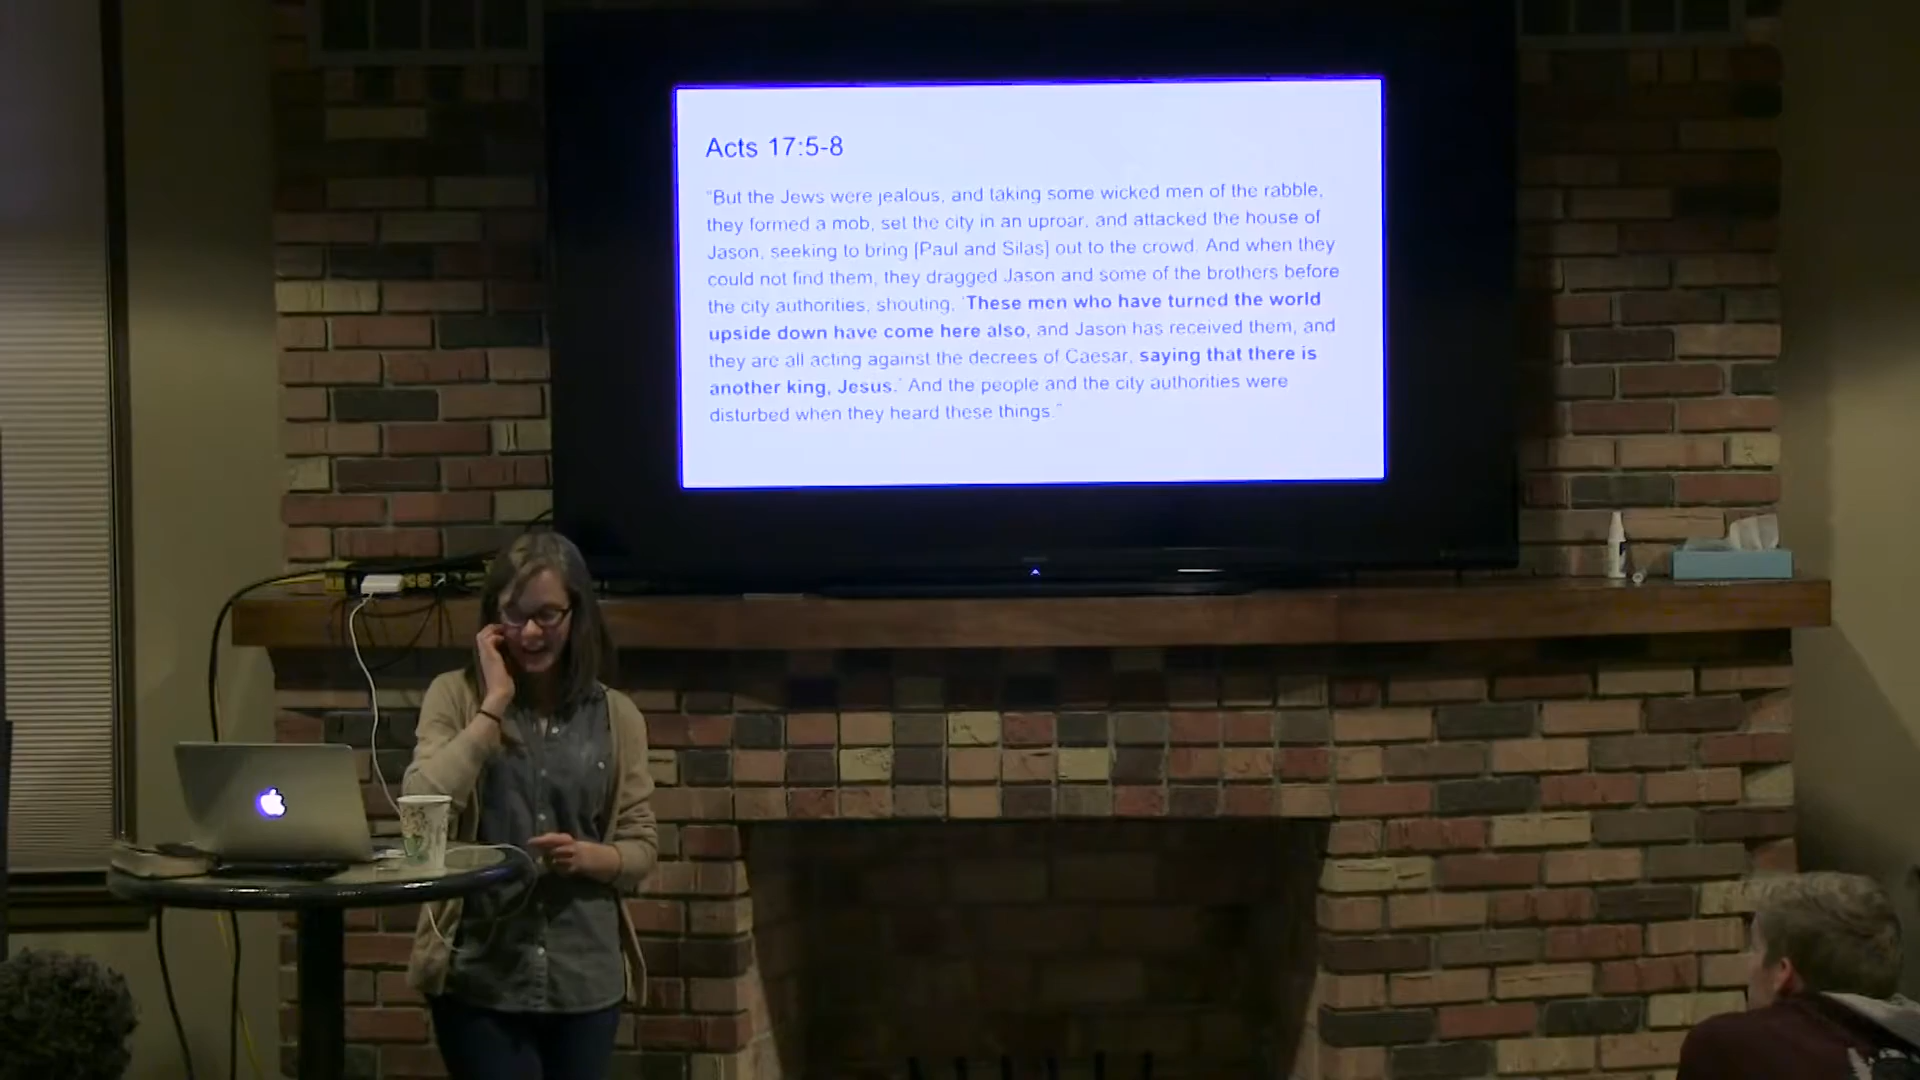 Acts 17:5-8
"But the Jews were jealous, and taking some wicked men of the rabble,
they formed a mob, set the city in an uproar, and attacked the house of
Jason, seeking to bring [Paul and Silas] out to the crowd. And when they
could not find them, they dragged Jason and some of the brothers before
the city authorities, shouting, 'These men who have turned the world
upside down have come here also, and Jason has received them, and
they are all acting against the decrees of Caesar, saying that there is
another king, Jesus.' And the people and the city authorities were
disturbed when they heard these things."